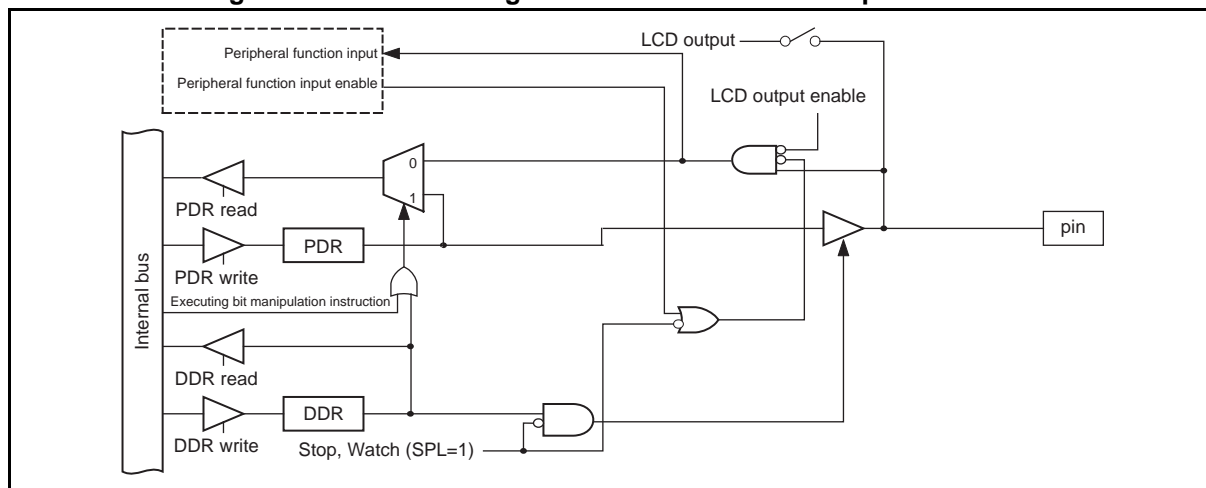 LCD output
Peripheral function input
Peripheral function input enable
LCD output enable
0
1
PDR read
PDR
pin
PDR write
Executing bit manipulation instruction
Internal bus
DDR read
DDR
DDR write
Stop, Watch (SPL=1)